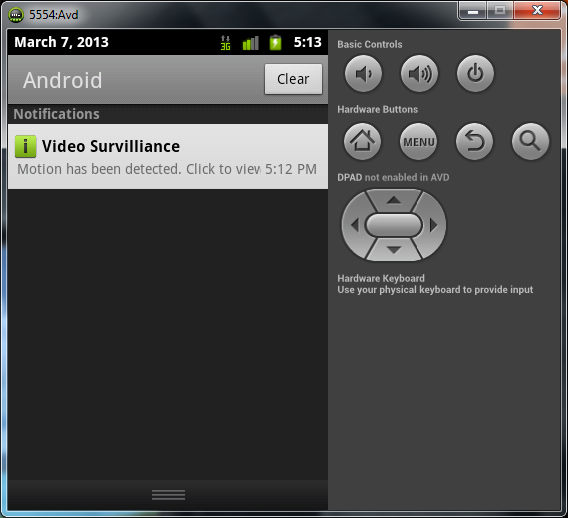 5554:Avd
March 7, 2013
3G
5:13
Android
Clear
Notifications
i
Video Survilliance
Motion has been detected. Click to view 5:12 PM
Basic Controls
Hardware Buttons
MENU
DPAD not enabled in AVD
Hardware Keyboard
Use your physical keyboard to provide input